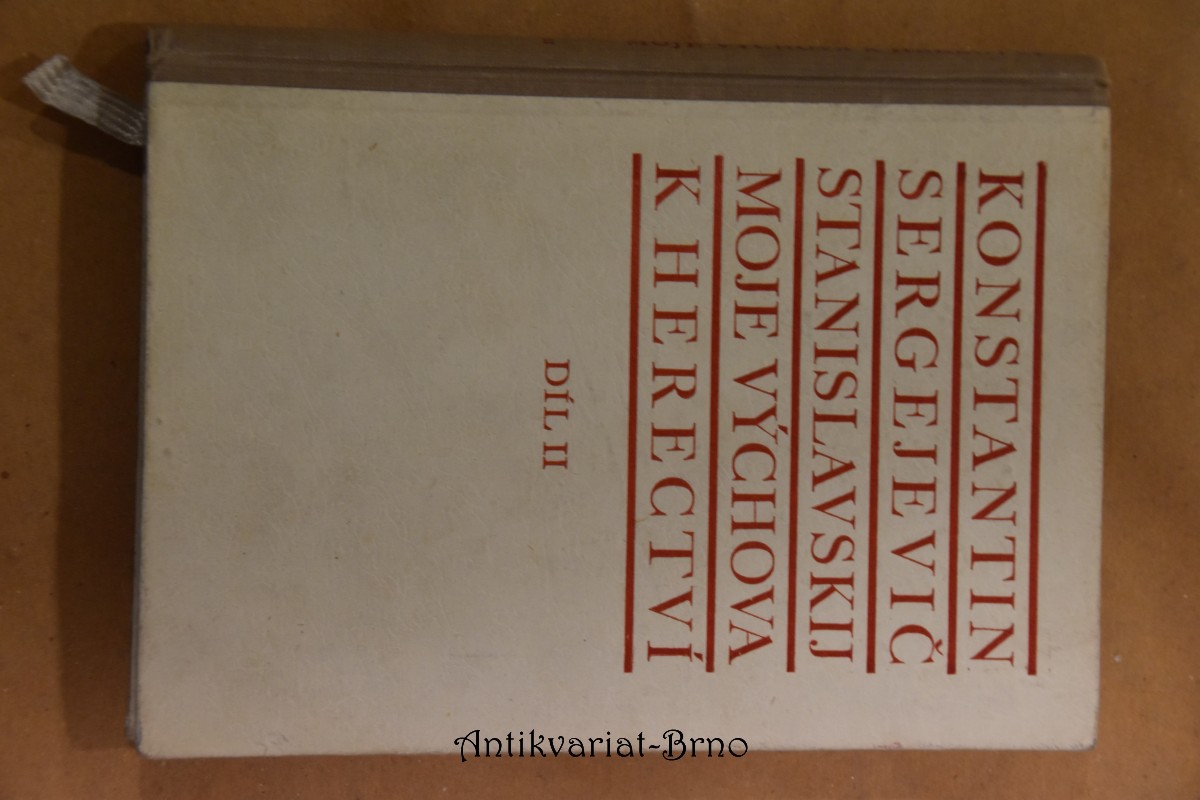 KONSTANTIN
SERGEJEVIČ
STANISLAVSKIJ
MOJE VÝCHOVA
K HERECTVÍ
DÍL II
Antikvariat-Brno